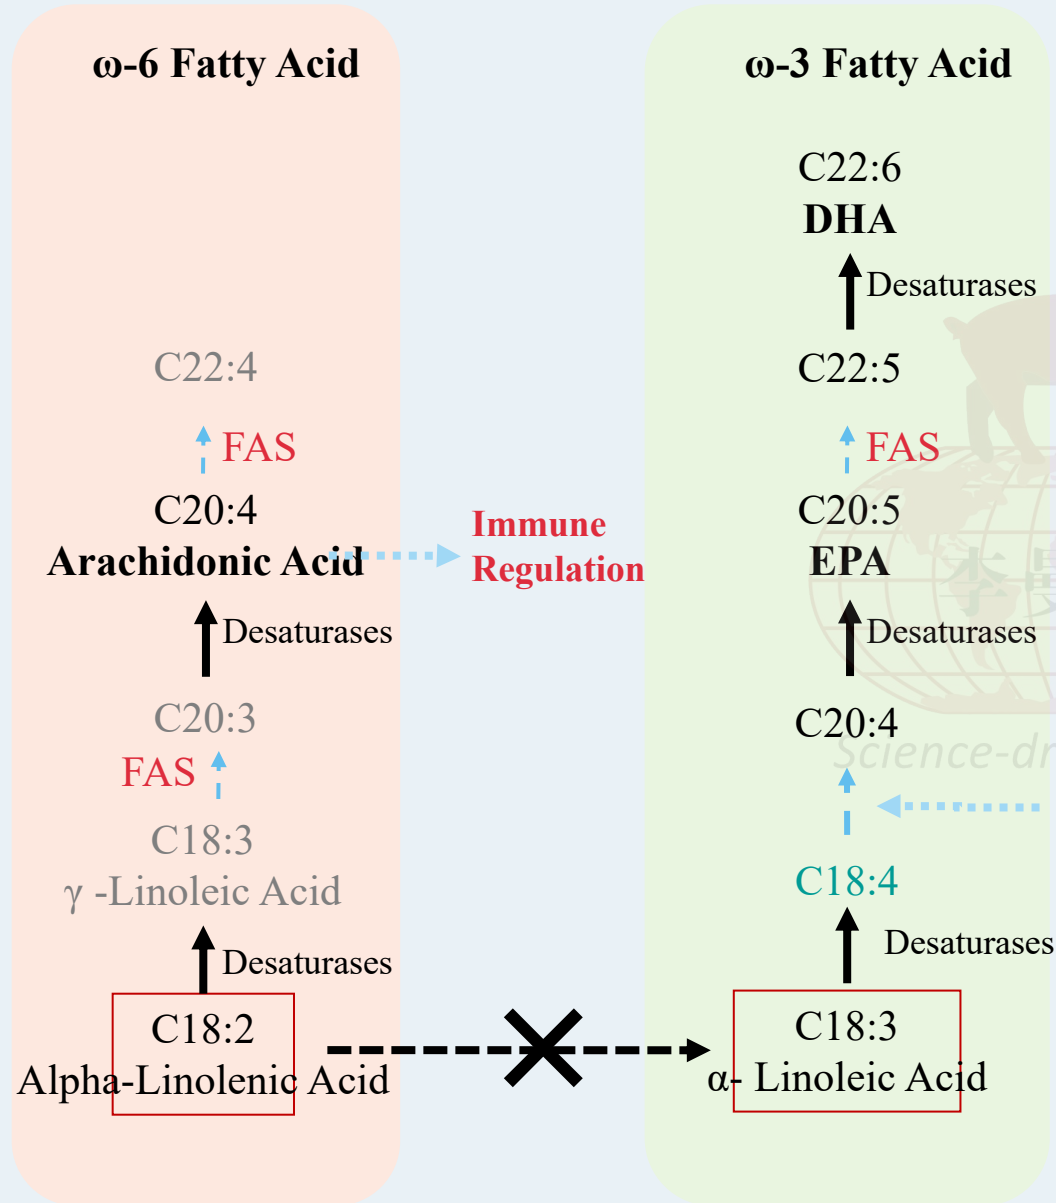 ω-6 Fatty Acid
C22:4
FAS
C20:4
Arachidonic Acid
Immune
Regulation
Desaturases
C20:3
FAS
C18:3
γ -Linoleic Acid
Desaturases
C18:2
Alpha-Linolenic Acid
ω-3 Fatty Acid
C22:6
DHA
Desaturases
C22:5
FAS
C20:5
EPA
李曼
Desaturases
C20:4
Science-dr
C18:4
Desaturases
C18:3
α- Linoleic Acid